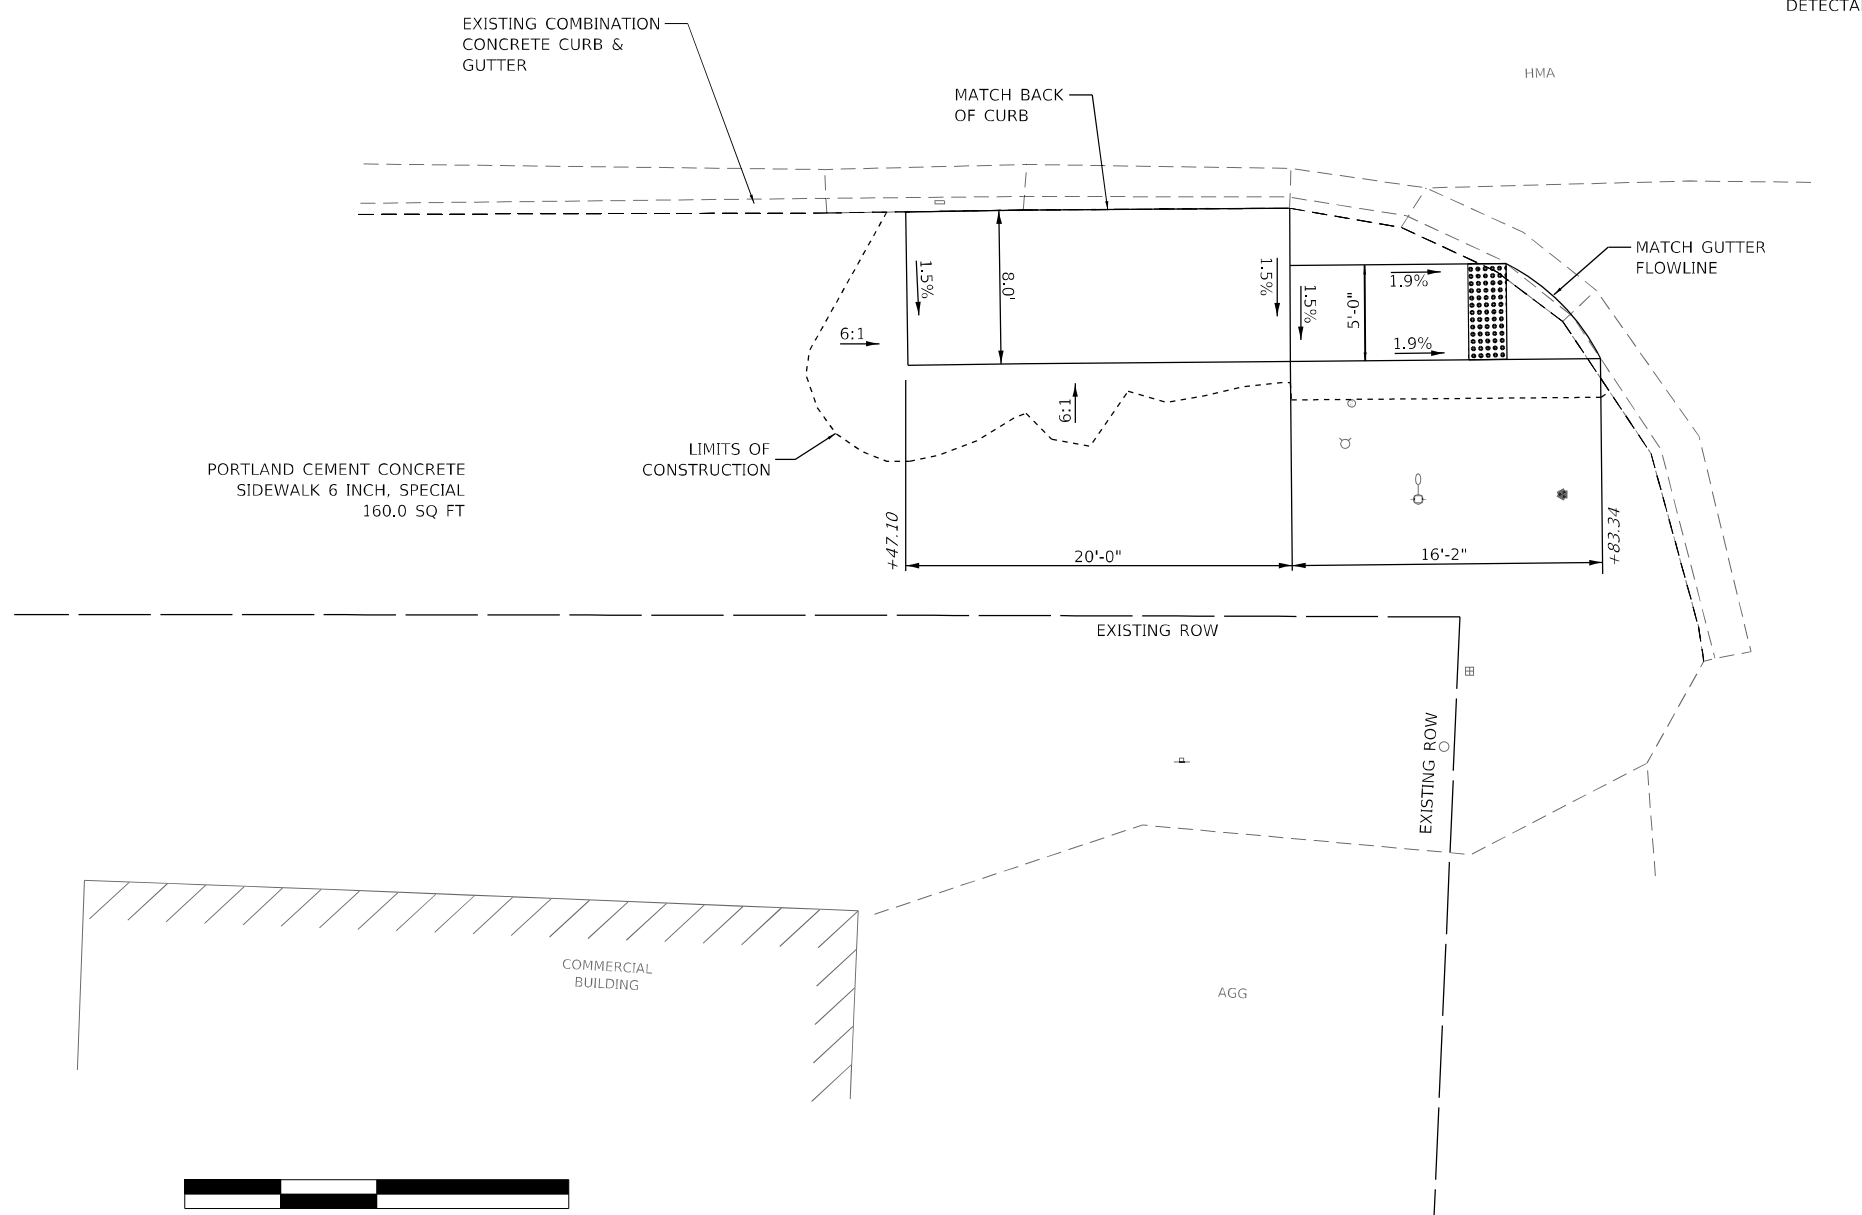 DETECTA
EXISTING COMBINATION
CONCRETE CURB &
GUTTER
HMA
MATCH BACK
OF CURB
MATCH GUTTER
FLOWLINE
1.5%
8.0'
1.5%
1.5%
5'-0"
1.9%
1.9%
6:1
6:1
LIMITS OF
CONSTRUCTION
PORTLAND CEMENT CONCRETE
SIDEWALK 6 INCH, SPECIAL
160.0 SQ FT
+47.10
20'-0"
16'-2"
+83.34
EXISTING ROW
EXISTING ROW
COMMERCIAL
BUILDING
AGG